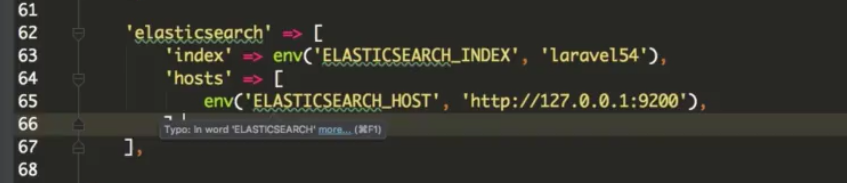 61
62 'elasticsearch' => [
63 'index' => env('ELASTICSEARCH_INDEX', 'laravel54'),
64 'hosts' => [
65 env('ELASTICSEARCH_HOST', 'http://127.0.0.1:9200'),
66 ]
Typo: In word 'ELASTICSEARCH' more... (⌘F1)
67 ],
68